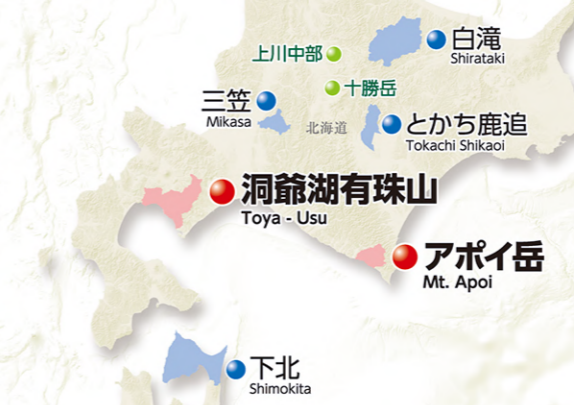 白滝
Shirataki
上川中部
十勝岳
三笠
Mikasa
北海道
とかち鹿追
Tokachi Shikaoi
洞爺湖有珠山
Toya - Usu
アポイ岳
Mt. Apoi
下北
Shimokita